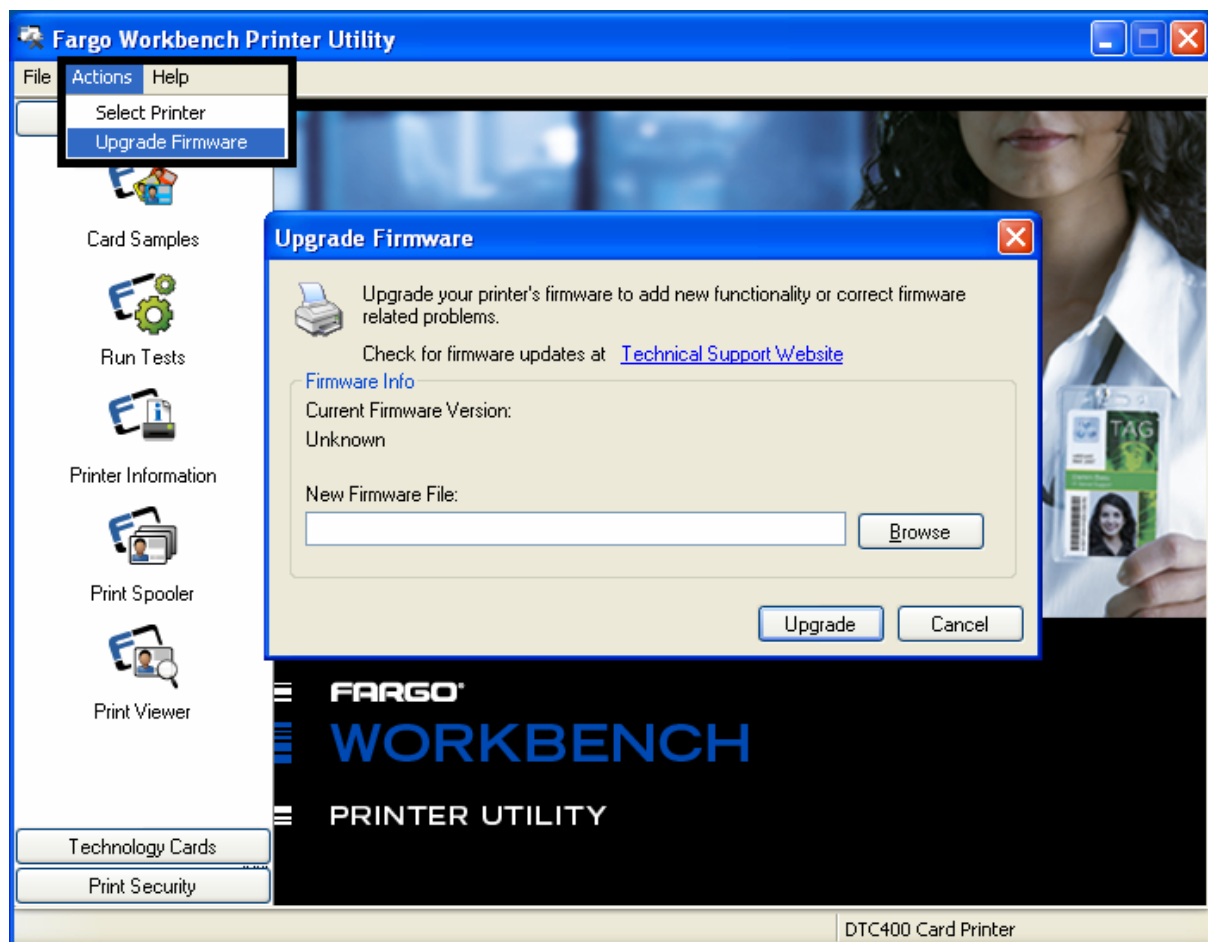 Fargo Workbench Printer Utility
File Actions Help
Select Printer
Upgrade Firmware
Card Samples
Run Tests
Printer Information
Print Spooler
Print Viewer
Technology Cards
Print Security
Upgrade Firmware
Upgrade your printer's firmware to add new functionality or correct firmware
related problems.
Check for firmware updates at Technical Support Website
Firmware Info
Current Firmware Version:
Unknown
New Firmware File:
Browse
Upgrade Cancel
TAG
FARGO
WORKBENCH
PRINTER UTILITY
DTC400 Card Printer